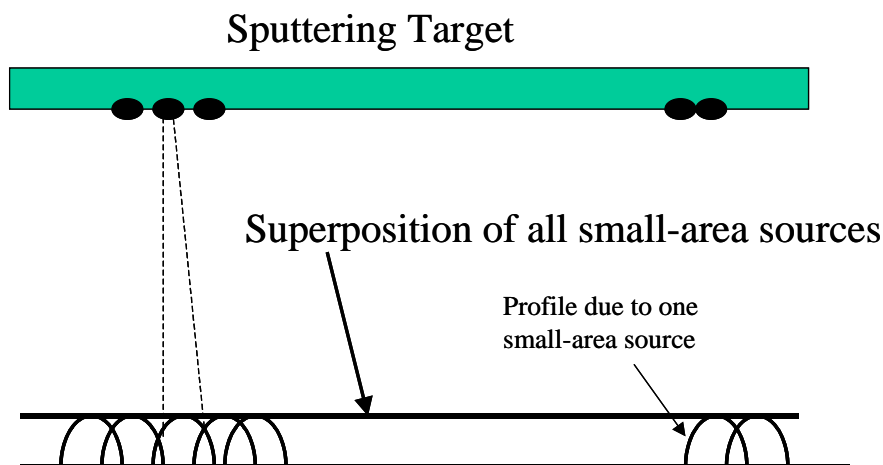 Sputtering Target
Superposition of all small-area sources
Profile due to one
small-area source